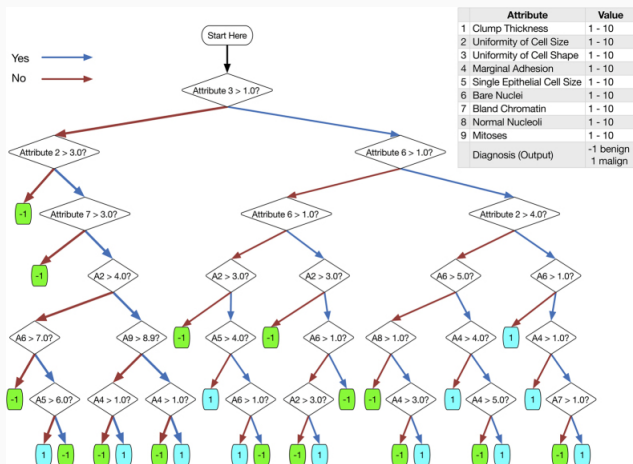 Start Here
Yes
No
Attribute Value
1 Clump Thickness 1 - 10
2 Uniformity of Cell Size 1 - 10
3 Uniformity of Cell Shape 1 - 10
4 Marginal Adhesion 1 - 10
5 Single Epithelial Cell Size 1 - 10
6 Bare Nuclei 1 - 10
7 Bland Chromatin 1 - 10
8 Normal Nucleoli 1 - 10
9 Mitoses 1 - 10
Diagnosis (Output) -1 benign
1 malign
Attribute 3 > 1.0?
Attribute 2 > 3.0? Attribute 6 > 1.0?
-1 Attribute 7 > 3.0? Attribute 6 > 1.0? Attribute 2 > 4.0?
-1 A2 > 4.0? A2 > 3.0? A2 > 3.0? A6 > 5.0? A6 > 1.0?
A6 > 7.0? A9 > 8.9? -1 A5 > 4.0? -1 A6 > 1.0? A8 > 1.0? A4 > 4.0? 1 A4 > 1.0?
-1 A5 > 6.0? A4 > 1.0? A4 > 1.0? 1 A6 > 1.0? A2 > 3.0? -1 -1 A4 > 3.0? 1 A4 > 5.0? 1 A7 > 1.0?
1 -1 -1 1 -1 1 1 -1 -1 1 -1 1 -1 1 -1 1